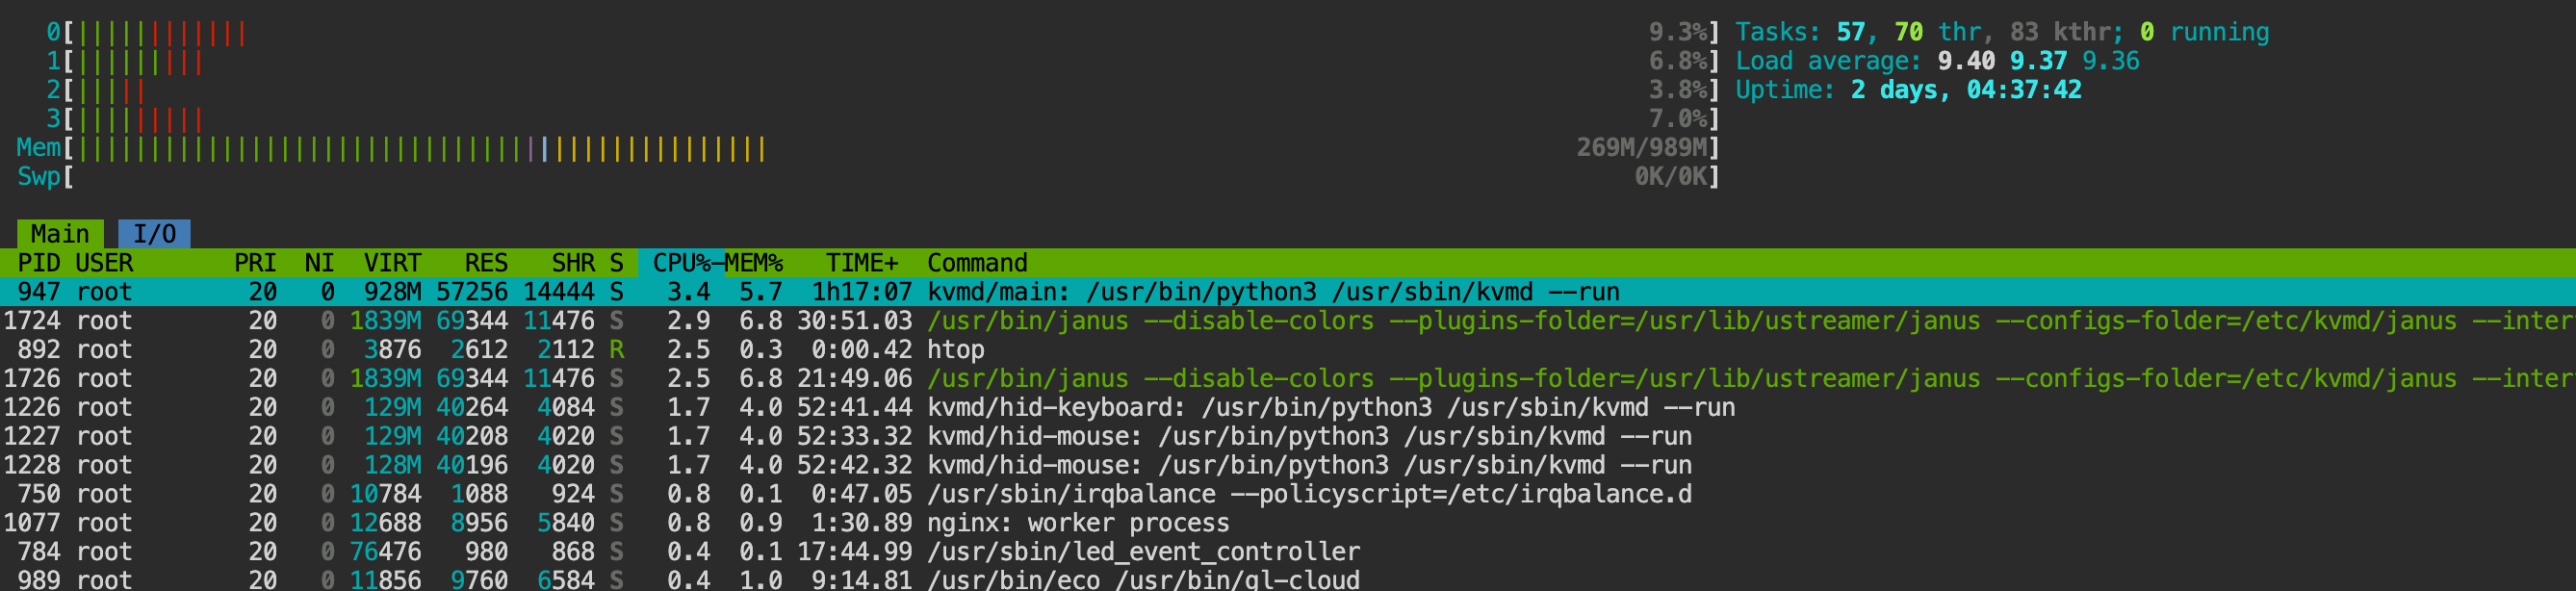 0[|||||||||||| 9.3%] Tasks: 57, 70 thr, 83 kthr; 0 running
1[||||||||| 6.8%] Load average: 9.40 9.37 9.36
2[||||| 3.8%] Uptime: 2 days, 04:37:42
3[||||||||| 7.0%]
Mem[|||||||||||||||||||||||||||||||||||||||||||||||| 269M/989M]
Swp[ 0K/0K]
Main I/O
PID USER PRI NI VIRT RES SHR S CPU%–MEM% TIME+ Command
947 root 20 0 928M 57256 14444 S 3.4 5.7 1h17:07 kvmd/main: /usr/bin/python3 /usr/sbin/kvmd --run
1724 root 20 0 1839M 69344 11476 S 2.9 6.8 30:51.03 /usr/bin/janus --disable-colors --plugins-folder=/usr/lib/ustreamer/janus --configs-folder=/etc/kvmd/janus --inter
892 root 20 0 3876 2612 2112 R 2.5 0.3 0:00.42 htop
1726 root 20 0 1839M 69344 11476 S 2.5 6.8 21:49.06 /usr/bin/janus --disable-colors --plugins-folder=/usr/lib/ustreamer/janus --configs-folder=/etc/kvmd/janus --inter
1226 root 20 0 129M 40264 4084 S 1.7 4.0 52:41.44 kvmd/hid-keyboard: /usr/bin/python3 /usr/sbin/kvmd --run
1227 root 20 0 129M 40208 4020 S 1.7 4.0 52:33.32 kvmd/hid-mouse: /usr/bin/python3 /usr/sbin/kvmd --run
1228 root 20 0 128M 40196 4020 S 1.7 4.0 52:42.32 kvmd/hid-mouse: /usr/bin/python3 /usr/sbin/kvmd --run
750 root 20 0 10784 1088 924 S 0.8 0.1 0:47.05 /usr/sbin/irqbalance --policyscript=/etc/irqbalance.d
1077 root 20 0 12688 8956 5840 S 0.8 0.9 1:30.89 nginx: worker process
784 root 20 0 76476 980 868 S 0.4 0.1 17:44.99 /usr/sbin/led_event_controller
989 root 20 0 11856 9760 6584 S 0.4 1.0 9:14.81 /usr/bin/eco /usr/bin/gl-cloud